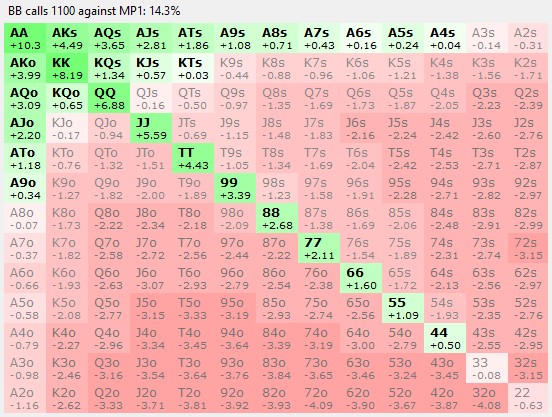 BB calls 1100 against MP1: 14.3%
AA AKs AQs AJs ATs A9s A8s A7s A6s A5s A4s A3s A2s
+10.3 +4.49 +3.65 +2.81 +1.86 +1.08 +0.71 +0.43 +0.16 +0.24 +0.04 -0.14 -0.31
AKo KK KQs KJs KTs K9s K8s K7s K6s K5s K4s K3s K2s
+3.99 +8.19 +1.34 +0.57 +0.03 -0.44 -0.88 -0.96 -1.06 -1.21 -1.38 -1.56 -1.71
AQo KQo QQ QJs QTs Q9s Q8s Q7s Q6s Q5s Q4s Q3s Q2s
+3.09 +0.65 +6.88 -0.16 -0.50 -0.97 -1.35 -1.69 -1.73 -1.87 -2.05 -2.23 -2.39
AJo KJo QJo JJ JTs J9s J8s J7s J6s J5s J4s J3s J2s
+2.20 -0.17 -0.94 +5.59 -0.69 -1.15 -1.48 -1.83 -2.16 -2.24 -2.42 -2.60 -2.76
ATo KTo QTo JTo TT T9s T8s T7s T6s T5s T4s T3s T2s
+1.18 -0.76 -1.32 -1.51 +4.43 -1.05 -1.34 -1.69 -2.04 -2.42 -2.53 -2.71 -2.87
A9o K9o Q9o J9o T9o 99 98s 97s 96s 95s 94s 93s 92s
+0.34 -1.27 -1.82 -2.00 -1.89 +3.39 -1.23 -1.58 -1.91 -2.28 -2.71 -2.82 -2.97
A8o K8o Q8o J8o T8o 98o 88 87s 86s 85s 84s 83s 82s
-0.07 -1.73 -2.22 -2.34 -2.18 -2.09 +2.68 -1.38 -1.69 -2.06 -2.48 -2.91 -2.99
A7o K7o Q7o J7o T7o 97o 87o 77 76s 75s 74s 73s 72s
-0.37 -1.82 -2.58 -2.72 -2.56 -2.44 -2.22 +2.11 -1.54 -1.89 -2.31 -2.74 -3.15
A6o K6o Q6o J6o T6o 96o 86o 76o 66 65s 64s 63s 62s
-0.66 -1.93 -2.63 -3.07 -2.93 -2.79 -2.54 -2.38 +1.60 -1.72 -2.13 -2.56 -2.97
A5o K5o Q5o J5o T5o 95o 85o 75o 65o 55 54s 53s 52s
-0.58 -2.08 -2.77 -3.15 -3.33 -3.19 -2.93 -2.74 -2.56 +1.09 -1.93 -2.35 -2.76
A4o K4o Q4o J4o T4o 94o 84o 74o 64o 54o 44 43s 42s
-0.79 -2.27 -2.96 -3.34 -3.45 -3.64 -3.39 -3.19 -3.00 -2.79 +0.50 -2.55 -2.95
A3o K3o Q3o J3o T3o 93o 83o 73o 63o 53o 43o 33 32s
-0.98 -2.46 -3.16 -3.54 -3.64 -3.76 -3.84 -3.65 -3.46 -3.24 -3.45 -0.08 -3.15
A2o K2o Q2o J2o T2o 92o 82o 72o 62o 52o 42o 32o 22
-1.16 -2.62 -3.33 -3.71 -3.81 -3.92 -3.93 -4.09 -3.90 -3.67 -3.87 -4.08 -0.63